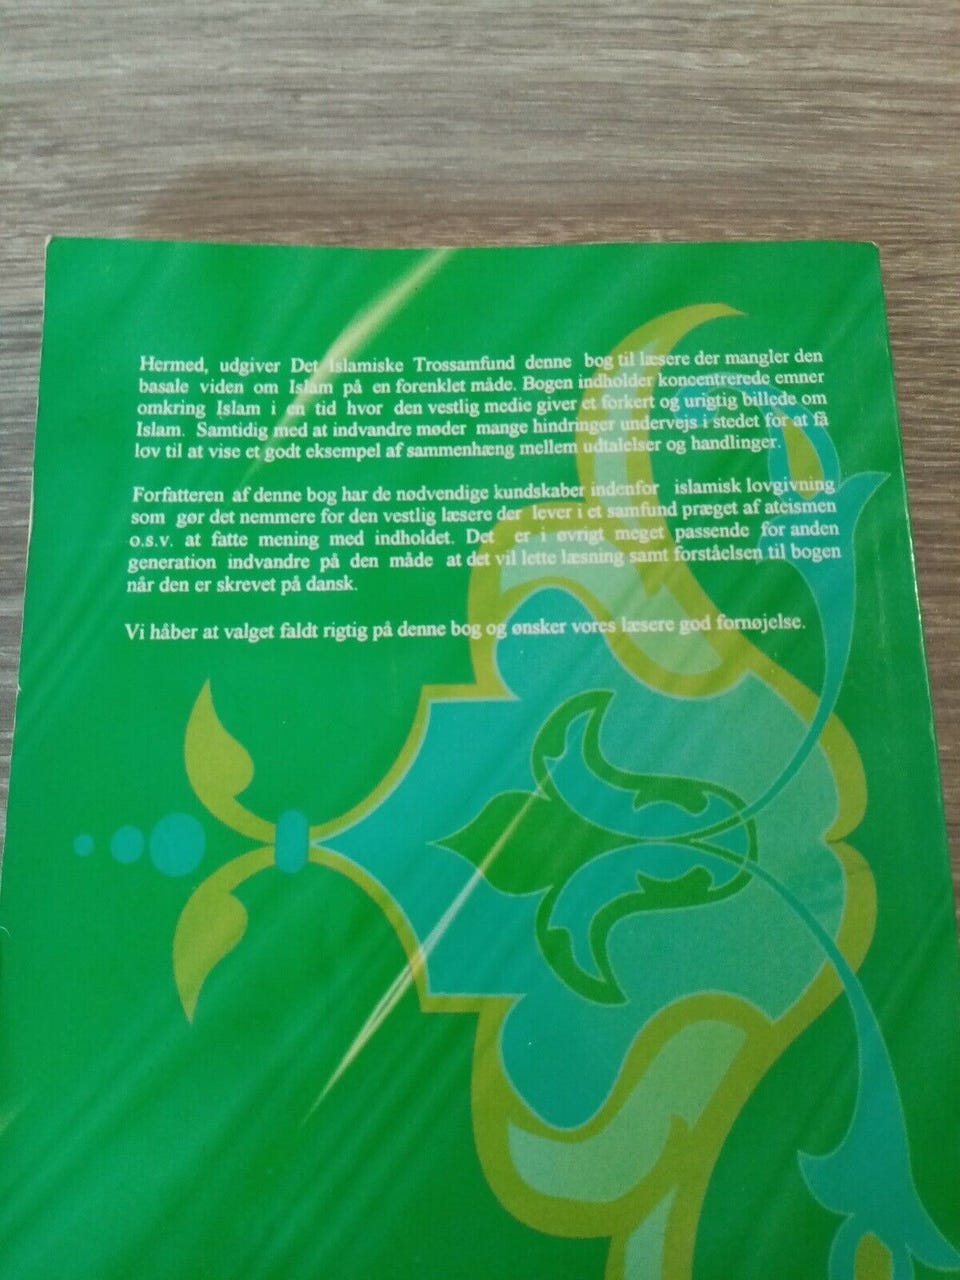 Hermed, udgiver Det Islamiske Trossamfund denne bog til læsere der mangler den
basale viden om Islam på en forenklet måde. Bogen indholder koncentrerede emner
omkring Islam i en tid hvor den vestlig medie giver et forkert og urigtig billede om
Islam. Samtidig med at indvandre møder mange hindringer undervejs i stedet for at få
lov til at vise et godt eksempel af sammenhæng mellem udtalelser og handlinger.
Forfatteren af denne bog har de nødvendige kundskaber indenfor islamisk lovgivning
som gør det nemmere for den vestlig læsere der lever i et samfund præget af ateismen
o.s.v. at fatte mening med indholdet. Det er i øvrigt meget passende for anden
generation indvandre på den måde at det vil lette læsning samt forståelsen til bogen
når den er skrevet på dansk.
Vi håber at valget faldt rigtig på denne bog og ønsker vores læsere god fornøjelse.